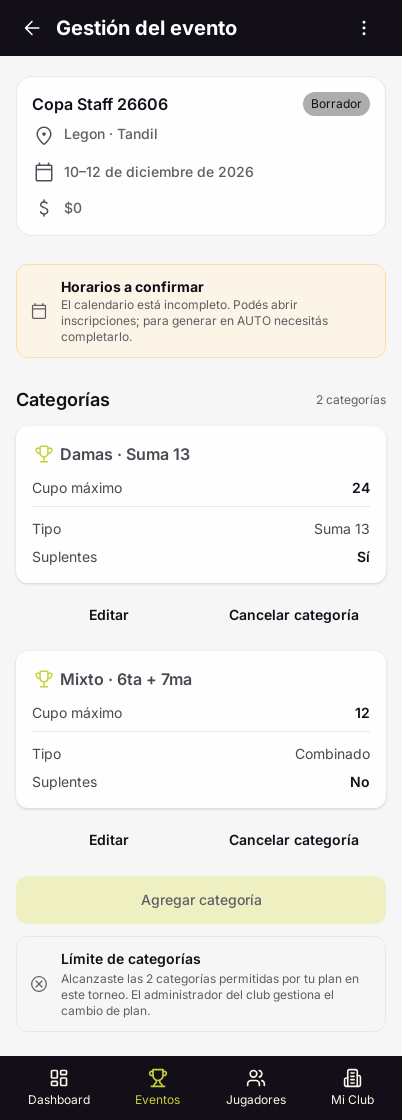 Gestión del evento
Copa Staff 26606
Borrador
Legon · Tandil
10–12 de diciembre de 2026
$0
Horarios a confirmar
El calendario está incompleto. Podés abrir
inscripciones; para generar en AUTO necesitás
completarlo.
Categorías
2 categorías
Damas · Suma 13
Cupo máximo 24
Tipo Suma 13
Suplentes Sí
Editar Cancelar categoría
Mixto · 6ta + 7ma
Cupo máximo 12
Tipo Combinado
Suplentes No
Editar Cancelar categoría
Agregar categoría
Límite de categorías
Alcanzaste las 2 categorías permitidas por tu plan en
este torneo. El administrador del club gestiona el
cambio de plan.
Dashboard Eventos Jugadores Mi Club